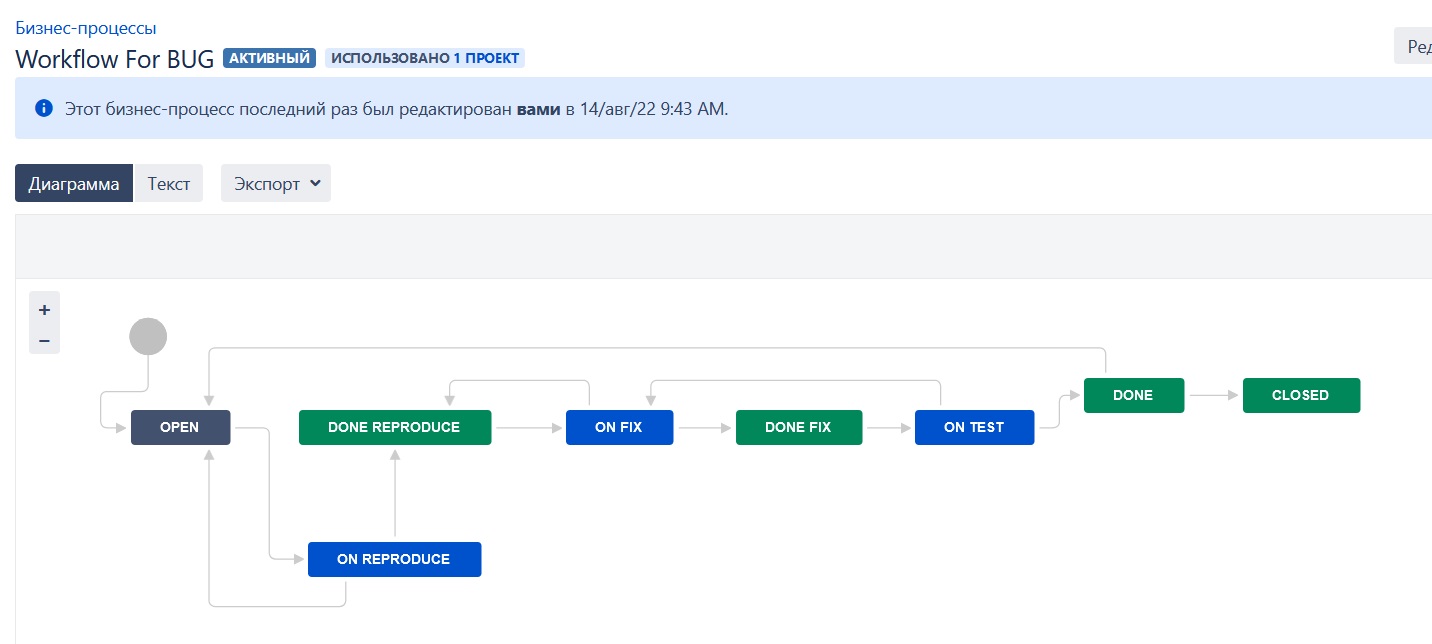 Бизнес-процессы
Workflow For BUG АКТИВНЫЙ ИСПОЛЬЗОВАНО 1 ПРОЕКТ
Ред
Этот бизнес-процесс последний раз был редактирован вами в 14/авг/22 9:43 AM.
Диаграмма Текст Экспорт
+
−
DONE CLOSED
OPEN DONE REPRODUCE ON FIX DONE FIX ON TEST
ON REPRODUCE